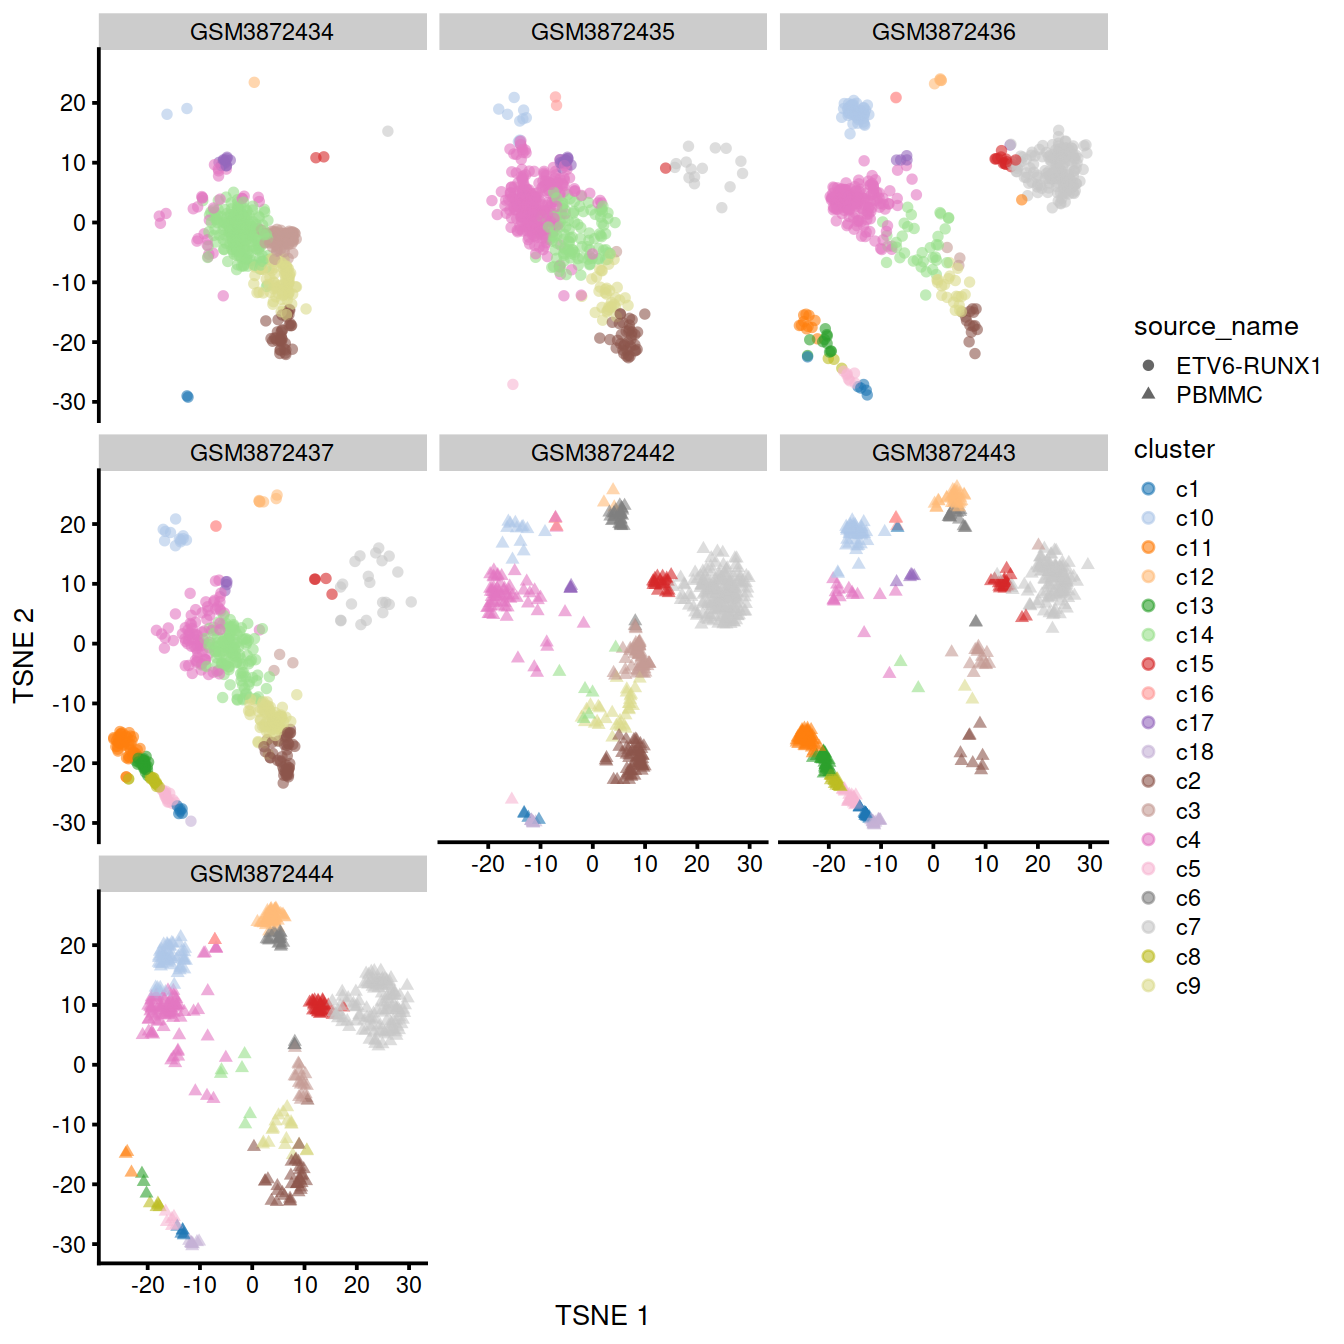 GSM3872434 GSM3872435 GSM3872436
20
10
0
-10
-20
-30
GSM3872437 GSM3872442 GSM3872443
20
10
0
-10
-20
-30
-20 -10 0 10 20 30 -20 -10 0 10 20 30
GSM3872444
20
10
0
-10
-20
-30
-20 -10 0 10 20 30
TSNE 1
TSNE 2
source_name
ETV6-RUNX1
PBMMC
cluster
c1
c10
c11
c12
c13
c14
c15
c16
c17
c18
c2
c3
c4
c5
c6
c7
c8
c9